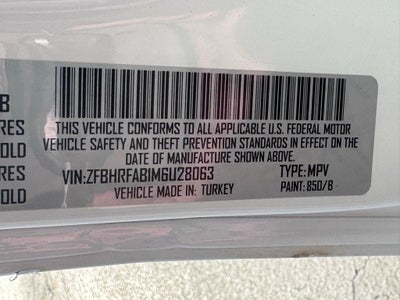 B
RES
OLD
RES
OLD
THIS VEHICLE CONFORMS TO ALL APPLICABLE U.S. FEDERAL MOTOR
VEHICLE SAFETY AND THEFT PREVENTION STANDARDS IN EFFECT ON THE
DATE OF MANUFACTURE SHOWN ABOVE.
VIN:ZFBHRFAB1M6U28063 TYPE:MPV
VEHICLE MADE IN: TURKEY PAINT: 850/B